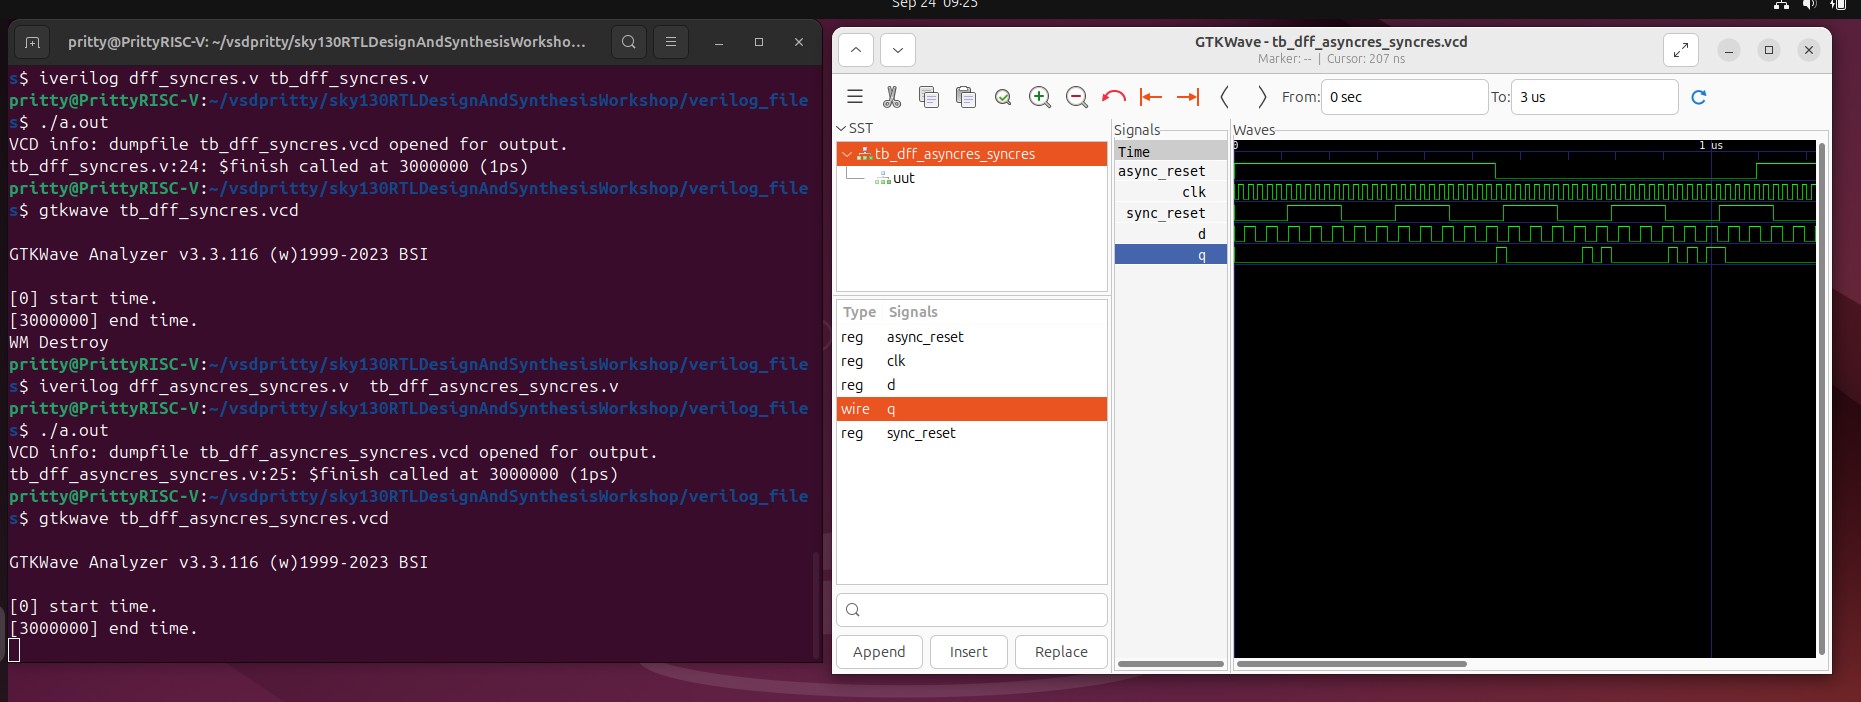 Sep 24 09:25
pritty@PrittyRISC-V: ~/vsdpritty/sky130RTLDesignAndSynthesisWorksho...
s$ iverilog dff_syncres.v tb_dff_syncres.v
pritty@PrittyRISC-V:~/vsdpritty/sky130RTLDesignAndSynthesisWorkshop/verilog_file
s$ ./a.out
VCD info: dumpfile tb_dff_syncres.vcd opened for output.
tb_dff_syncres.v:24: $finish called at 3000000 (1ps)
pritty@PrittyRISC-V:~/vsdpritty/sky130RTLDesignAndSynthesisWorkshop/verilog_file
s$ gtkwave tb_dff_syncres.vcd
GTKWave Analyzer v3.3.116 (w)1999-2023 BSI
[0] start time.
[3000000] end time.
WM Destroy
pritty@PrittyRISC-V:~/vsdpritty/sky130RTLDesignAndSynthesisWorkshop/verilog_file
s$ iverilog dff_asyncres_syncres.v  tb_dff_asyncres_syncres.v
pritty@PrittyRISC-V:~/vsdpritty/sky130RTLDesignAndSynthesisWorkshop/verilog_file
s$ ./a.out
VCD info: dumpfile tb_dff_asyncres_syncres.vcd opened for output.
tb_dff_asyncres_syncres.v:25: $finish called at 3000000 (1ps)
pritty@PrittyRISC-V:~/vsdpritty/sky130RTLDesignAndSynthesisWorkshop/verilog_file
s$ gtkwave tb_dff_asyncres_syncres.vcd
GTKWave Analyzer v3.3.116 (w)1999-2023 BSI
[0] start time.
[3000000] end time.
GTKWave - tb_dff_asyncres_syncres.vcd
Marker: -- | Cursor: 207 ns
From: 0 sec To: 3 us
SST
tb_dff_asyncres_syncres
uut
Type Signals
reg async_reset
reg clk
reg d
wire q
reg sync_reset
Append Insert Replace
Signals
Time
async_reset
clk
sync_reset
d
q
Waves
0 1 us